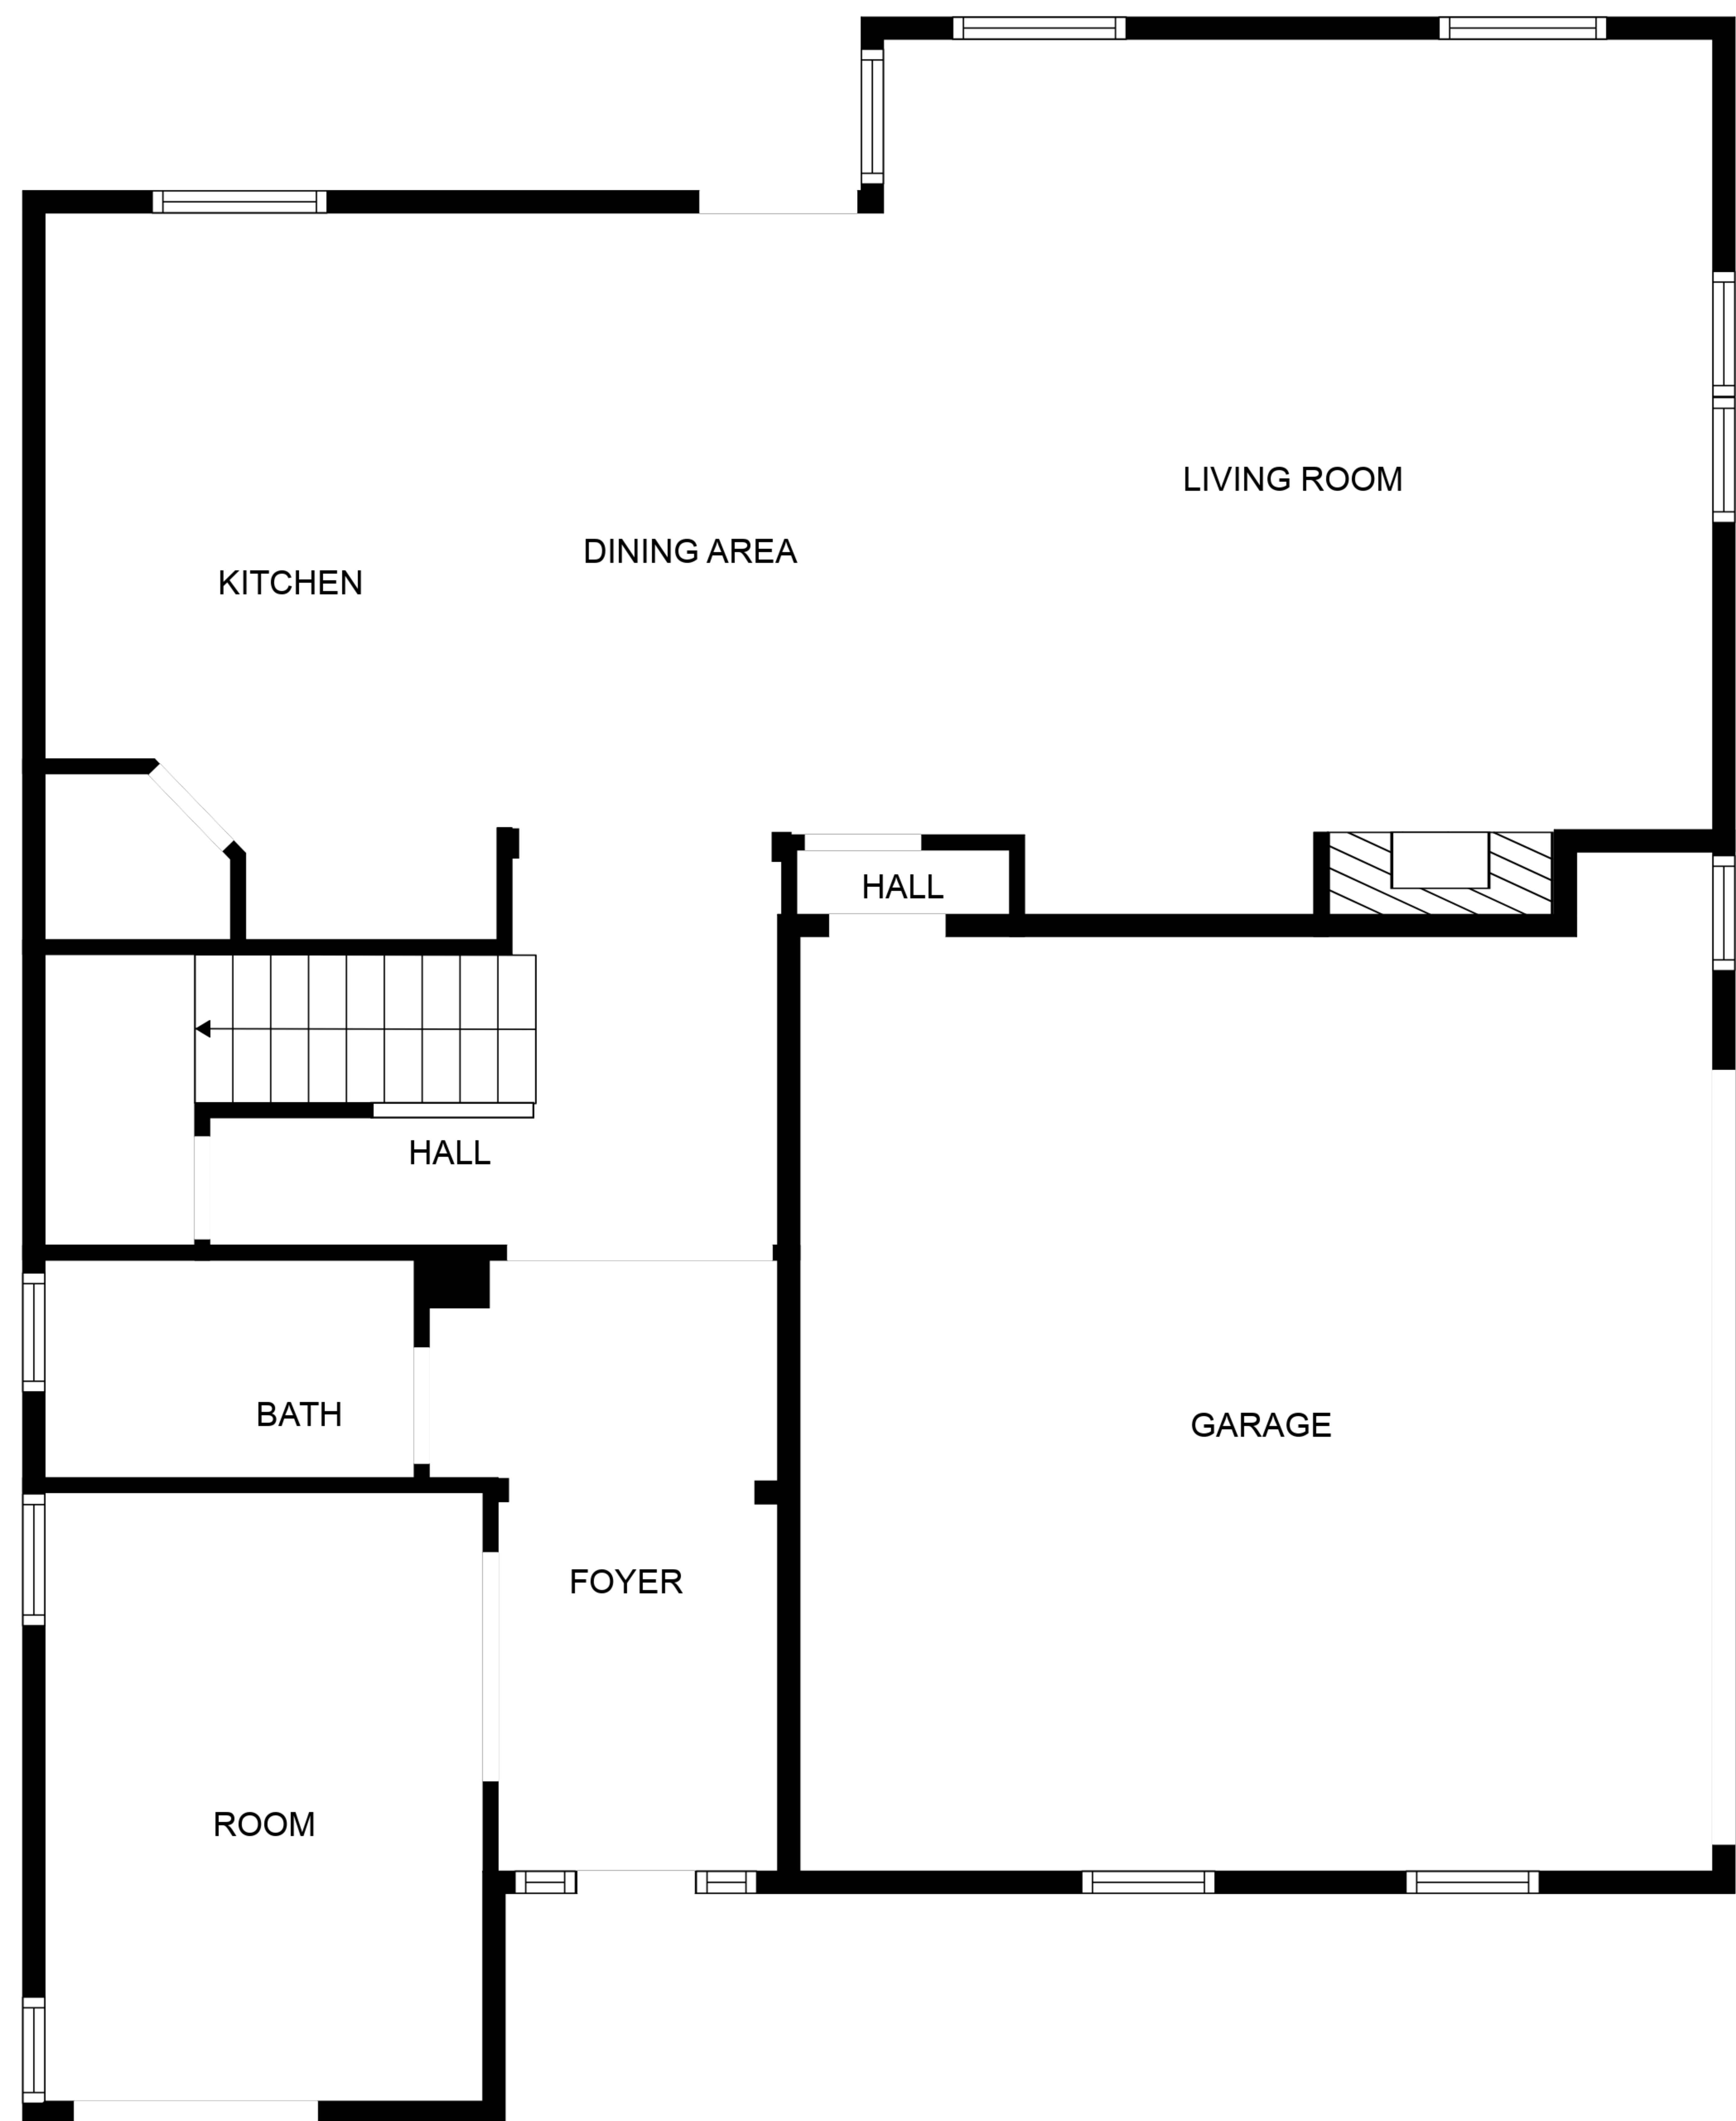 LIVING ROOM
DINING AREA
KITCHEN
HALL
HALL
BATH
GARAGE
FOYER
ROOM